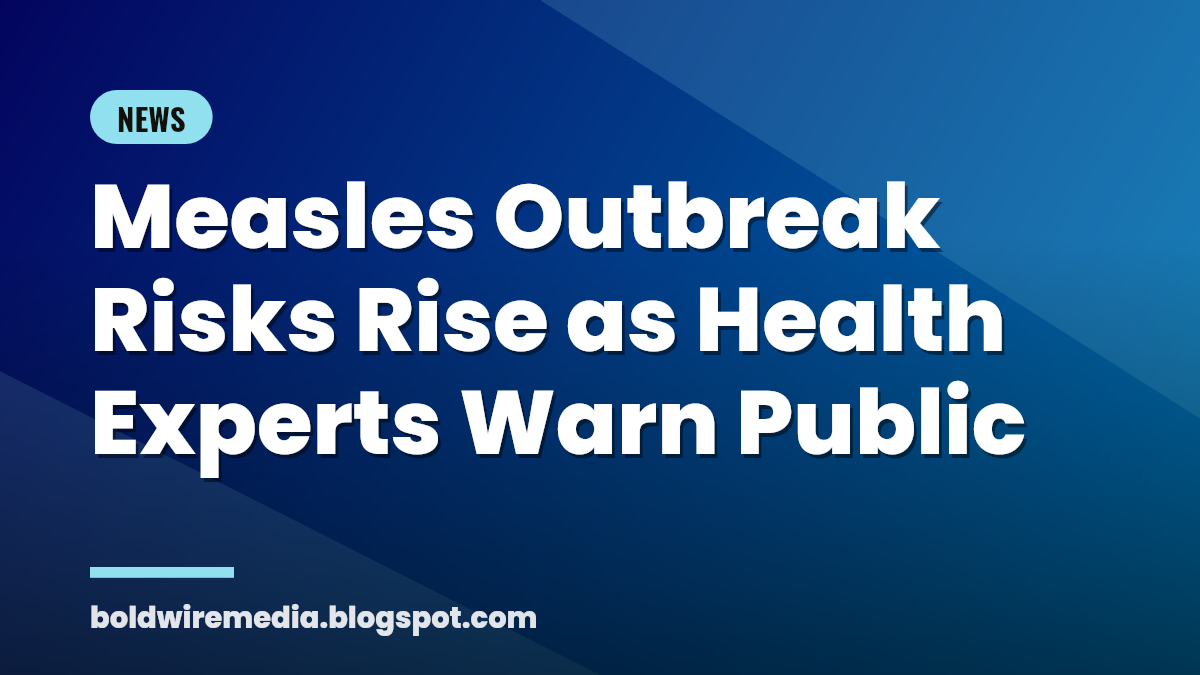 NEWS
Measles Outbreak
Risks Rise as Health
Experts Warn Public
boldwiremedia.blogspot.com